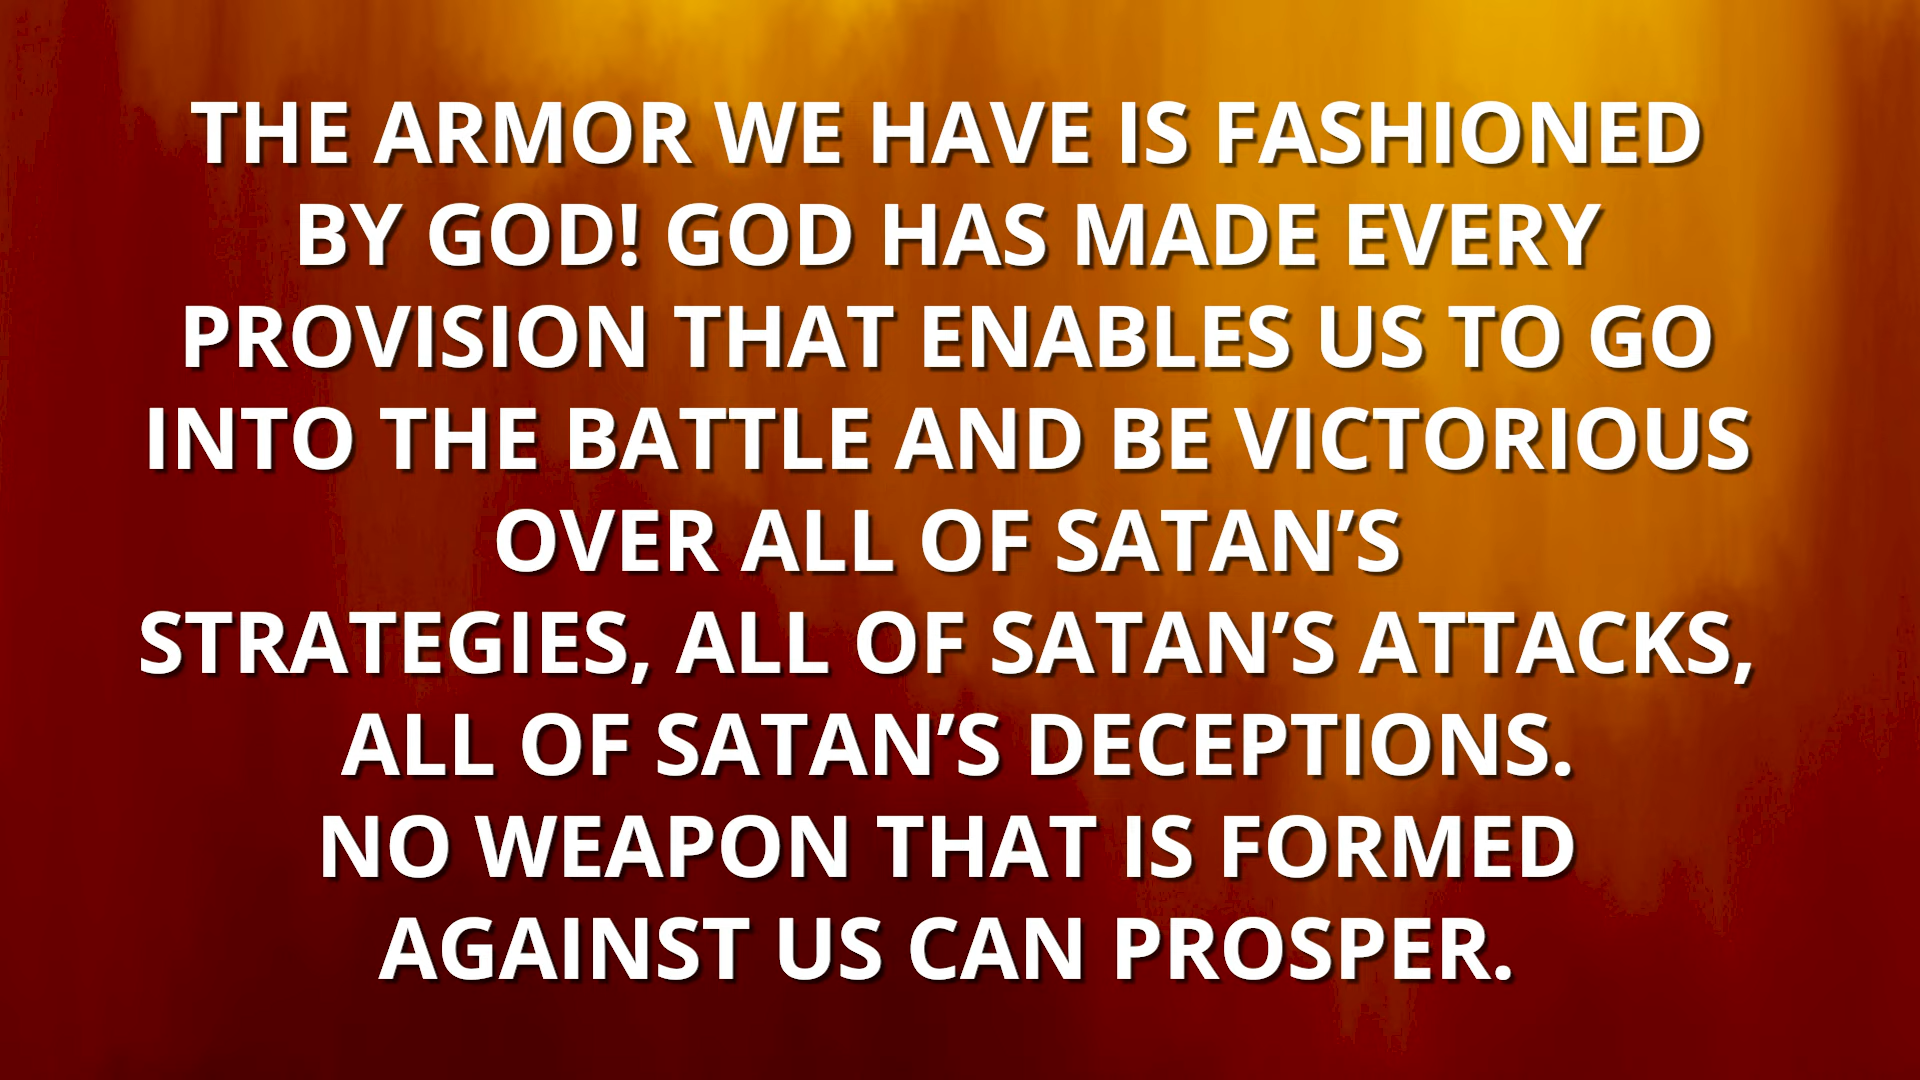 THE ARMOR WE HAVE IS FASHIONED
BY GOD! GOD HAS MADE EVERY
PROVISION THAT ENABLES US TO GO
INTO THE BATTLE AND BE VICTORIOUS
OVER ALL OF SATAN’S
STRATEGIES, ALL OF SATAN’S ATTACKS,
ALL OF SATAN’S DECEPTIONS.
NO WEAPON THAT IS FORMED
AGAINST US CAN PROSPER.